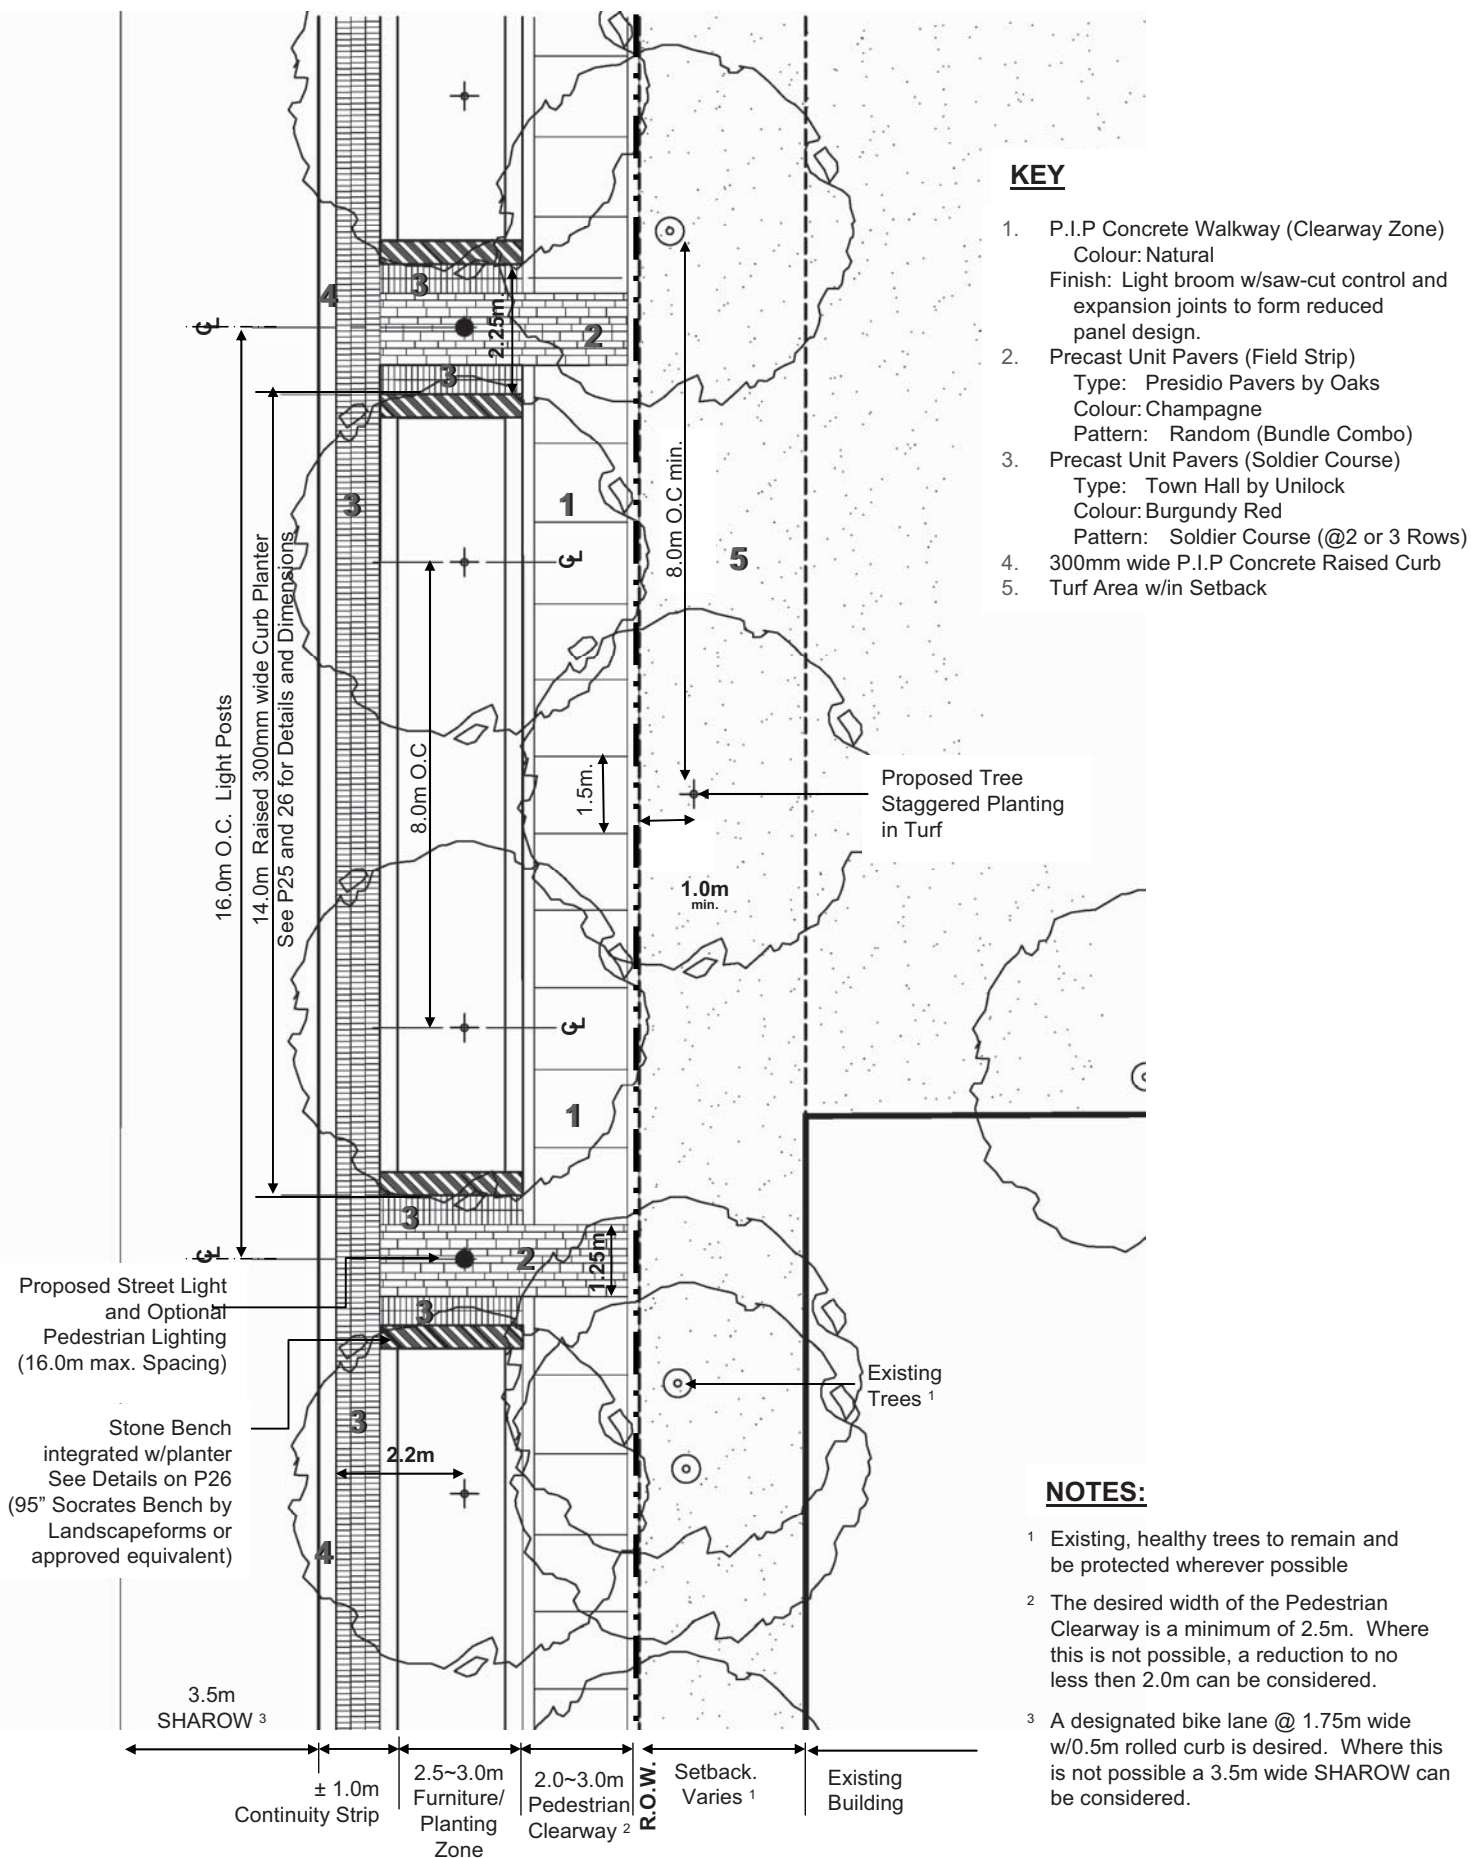 KEY
1. P.I.P Concrete Walkway (Clearway Zone)
Colour: Natural
Finish: Light broom w/saw-cut control and
expansion joints to form reduced
panel design.
2. Precast Unit Pavers (Field Strip)
Type: Presidio Pavers by Oaks
Colour: Champagne
Pattern: Random (Bundle Combo)
3. Precast Unit Pavers (Soldier Course)
Type: Town Hall by Unilock
Colour: Burgundy Red
Pattern: Soldier Course (@2 or 3 Rows)
4. 300mm wide P.I.P Concrete Raised Curb
5. Turf Area w/in Setback
4
3
2.25m.
2
3
CL
3
1
CL
8.0m O.C min.
5
16.0m O.C. Light Posts
14.0m Raised 300mm wide Curb Planter
See P25 and 26 for Details and Dimensions
8.0m O.C
1.5m.
Proposed Tree
Staggered Planting
in Turf
1.0m
min.
CL
1
3
2
1.25m
3
CL
Proposed Street Light
and Optional
Pedestrian Lighting
(16.0m max. Spacing)
Existing
Trees 1
Stone Bench
integrated w/planter
See Details on P26
(95" Socrates Bench by
Landscapeforms or
approved equivalent)
3
2.2m
4
NOTES:
1 Existing, healthy trees to remain and
be protected wherever possible
2 The desired width of the Pedestrian
Clearway is a minimum of 2.5m. Where
this is not possible, a reduction to no
less then 2.0m can be considered.
3 A designated bike lane @ 1.75m wide
w/0.5m rolled curb is desired. Where this
is not possible a 3.5m wide SHAROW can
be considered.
3.5m
SHAROW 3
± 1.0m
Continuity Strip
2.5~3.0m
Furniture/
Planting
Zone
2.0~3.0m
Pedestrian
Clearway 2
R.O.W.
Setback.
Varies 1
Existing
Building